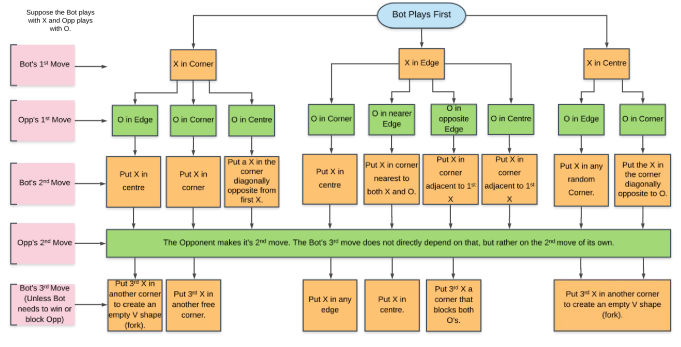 Suppose the Bot plays
with X and Opp plays
with O.
Bot Plays First
Bot's 1st Move
X in Corner
X in Edge
X in Centre
Opp's 1st Move
O in Edge
O in Corner
O in Centre
O in Corner
O in nearer
Edge
O in
opposite
Edge
O in Centre
O in Edge
O in Corner
Bot's 2nd Move
Put X in
centre
Put X in
corner
Put a X in the
corner
diagonally
opposite from
first X.
Put X in
centre
Put X in corner
nearest to
both X and O.
Put X in
corner
adjacent to 1st
X
Put X in
corner
adjacent to 1st
X
Put X in any
random
Corner.
Put the X in
the corner
diagonally
opposite to O.
Opp's 2nd Move
The Opponent makes it's 2nd move. The Bot's 3rd move does not directly depend on that, but rather on the 2nd move of its own.
Bot's 3rd Move
(Unless Bot
needs to win or
block Opp)
Put 3rd X in
another corner
to create an
empty V shape
(fork).
Put 3rd X in
another free
corner.
Put X in any
edge
Put X in
centre.
Put 3rd X a
corner that
blocks both
O's.
Put 3rd X in another corner
to create an empty V shape
(fork).